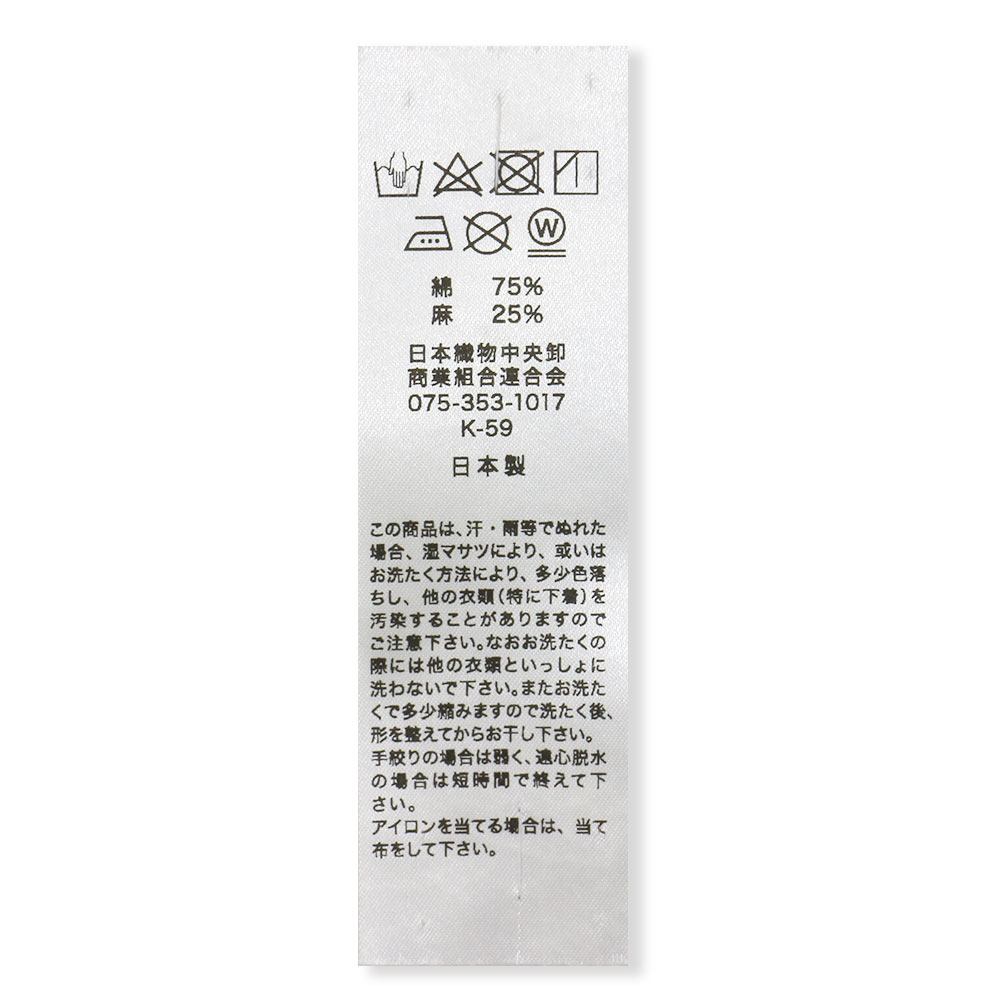 W
綿 75%
麻 25%
日本織物中央卸
商業組合連合会
075-353-1017
K-59
日本製
この商品は、汗・雨等でぬれた
場合、湿マサツにより、或いは
お洗たく方法により、多少色落
ちし、他の衣類(特に下着)を
汚染することがありますので
ご注意下さい。なおお洗たくの
際には他の衣類といっしょに
洗わないで下さい。またお洗た
くで多少縮みますので洗たく後、
形を整えてからお干し下さい。
手絞りの場合は弱く、遠心脱水
の場合は短時間で終えて下
さい。
アイロンを当てる場合は、当て
布をして下さい。